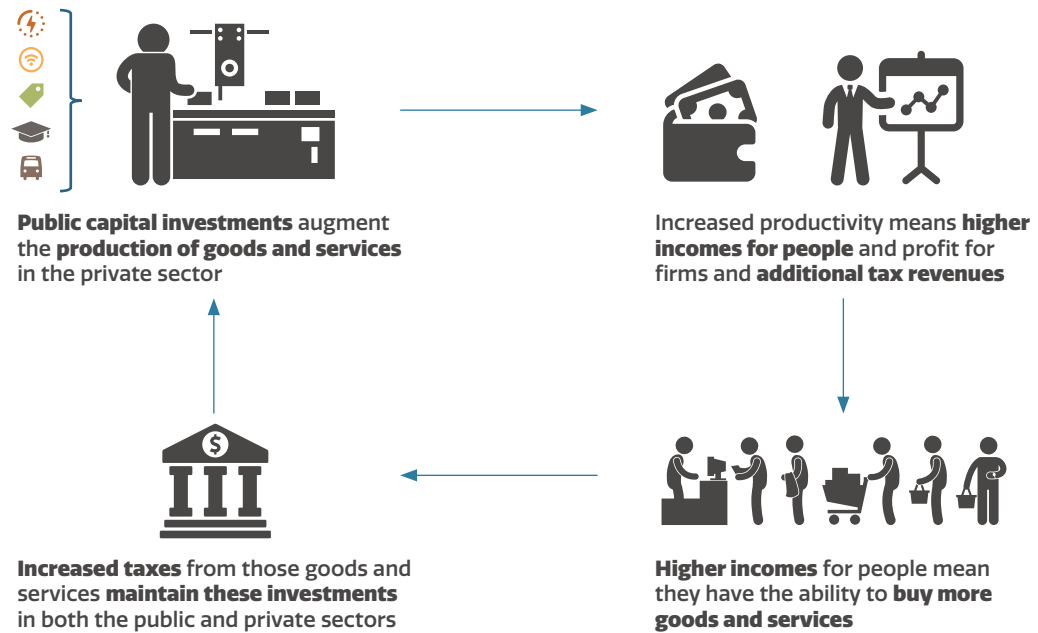 Public capital investments augment
the production of goods and services
in the private sector
Increased productivity means higher
incomes for people and profit for
firms and additional tax revenues
$
Increased taxes from those goods and
services maintain these investments
in both the public and private sectors
Higher incomes for people mean
they have the ability to buy more
goods and services